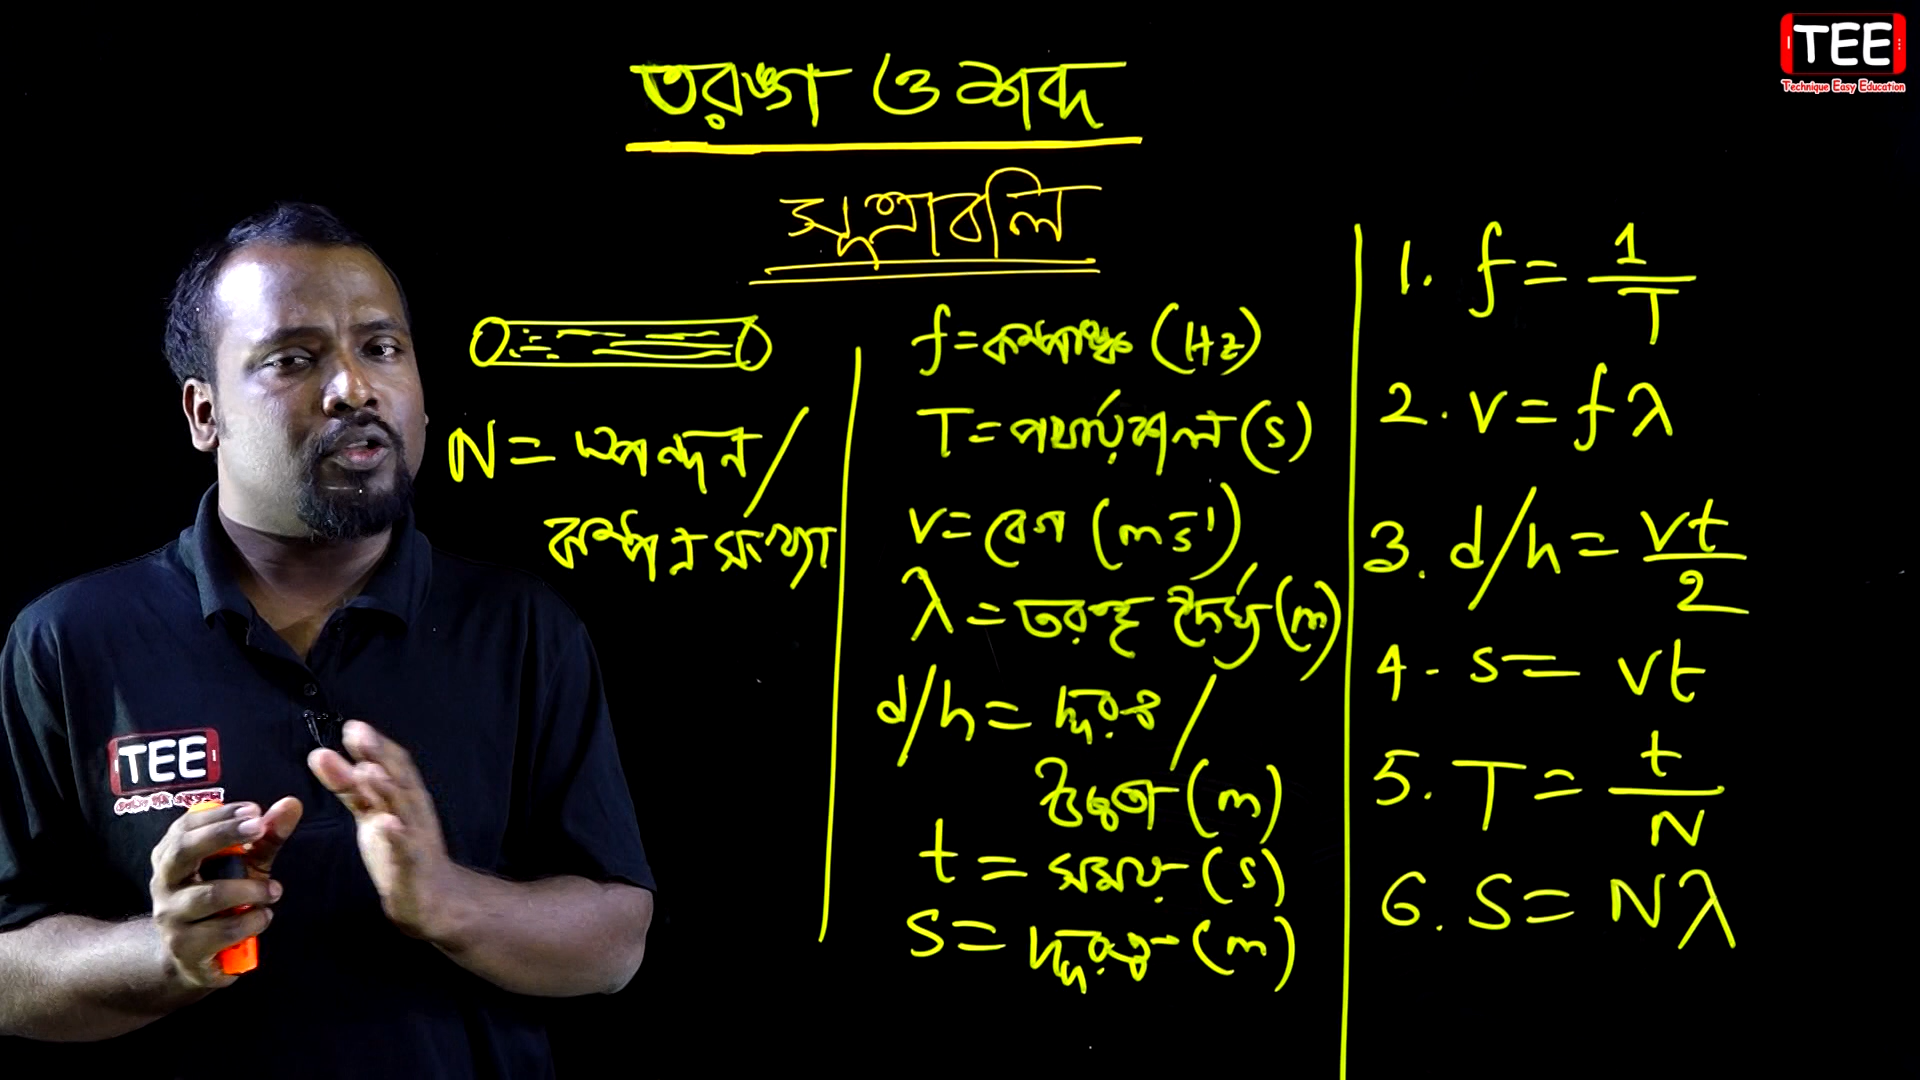 TEE
Technique Easy Education
তরঙ্গ ও শব্দ
সূত্রাবলি
N = স্পন্দন /
কম্পন সংখ্যা
f = কম্পাঙ্ক (Hz)
T = পর্যায়কাল (s)
v = বেগ (ms⁻¹)
λ = তরঙ্গ দৈর্ঘ্য (m)
d/h = দূরত্ব /
উচ্চতা (m)
t = সময় (s)
s = দূরত্ব (m)
1. f = 1/T
2. v = fλ
3. d/h = vt/2
4. s = vt
5. T = t/N
6. S = Nλ
TEE